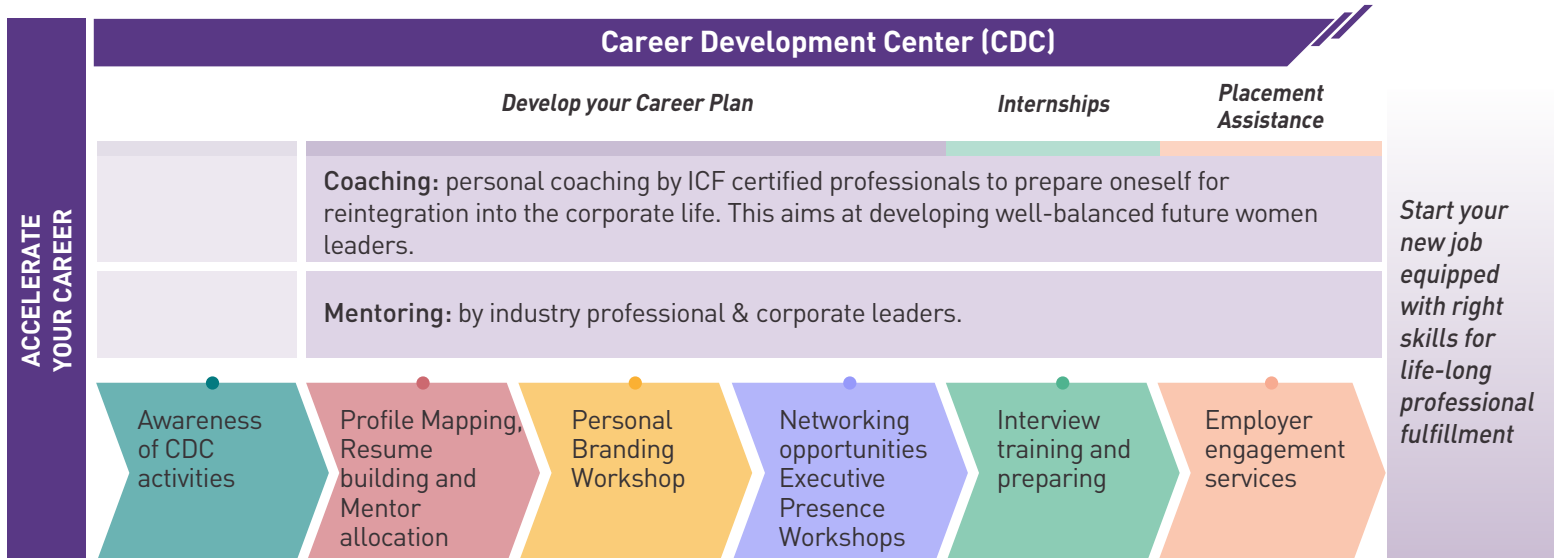 Career Development Center (CDC)
ACCELERATE
YOUR CAREER
Develop your Career Plan
Internships
Placement
Assistance
Coaching: personal coaching by ICF certified professionals to prepare oneself for
reintegration into the corporate life. This aims at developing well-balanced future women
leaders.
Mentoring: by industry professional & corporate leaders.
Awareness
of CDC
activities
Profile Mapping,
Resume
building and
Mentor
allocation
Personal
Branding
Workshop
Networking
opportunities
Executive
Presence
Workshops
Interview
training and
preparing
Employer
engagement
services
Start your
new job
equipped
with right
skills for
life-long
professional
fulfillment